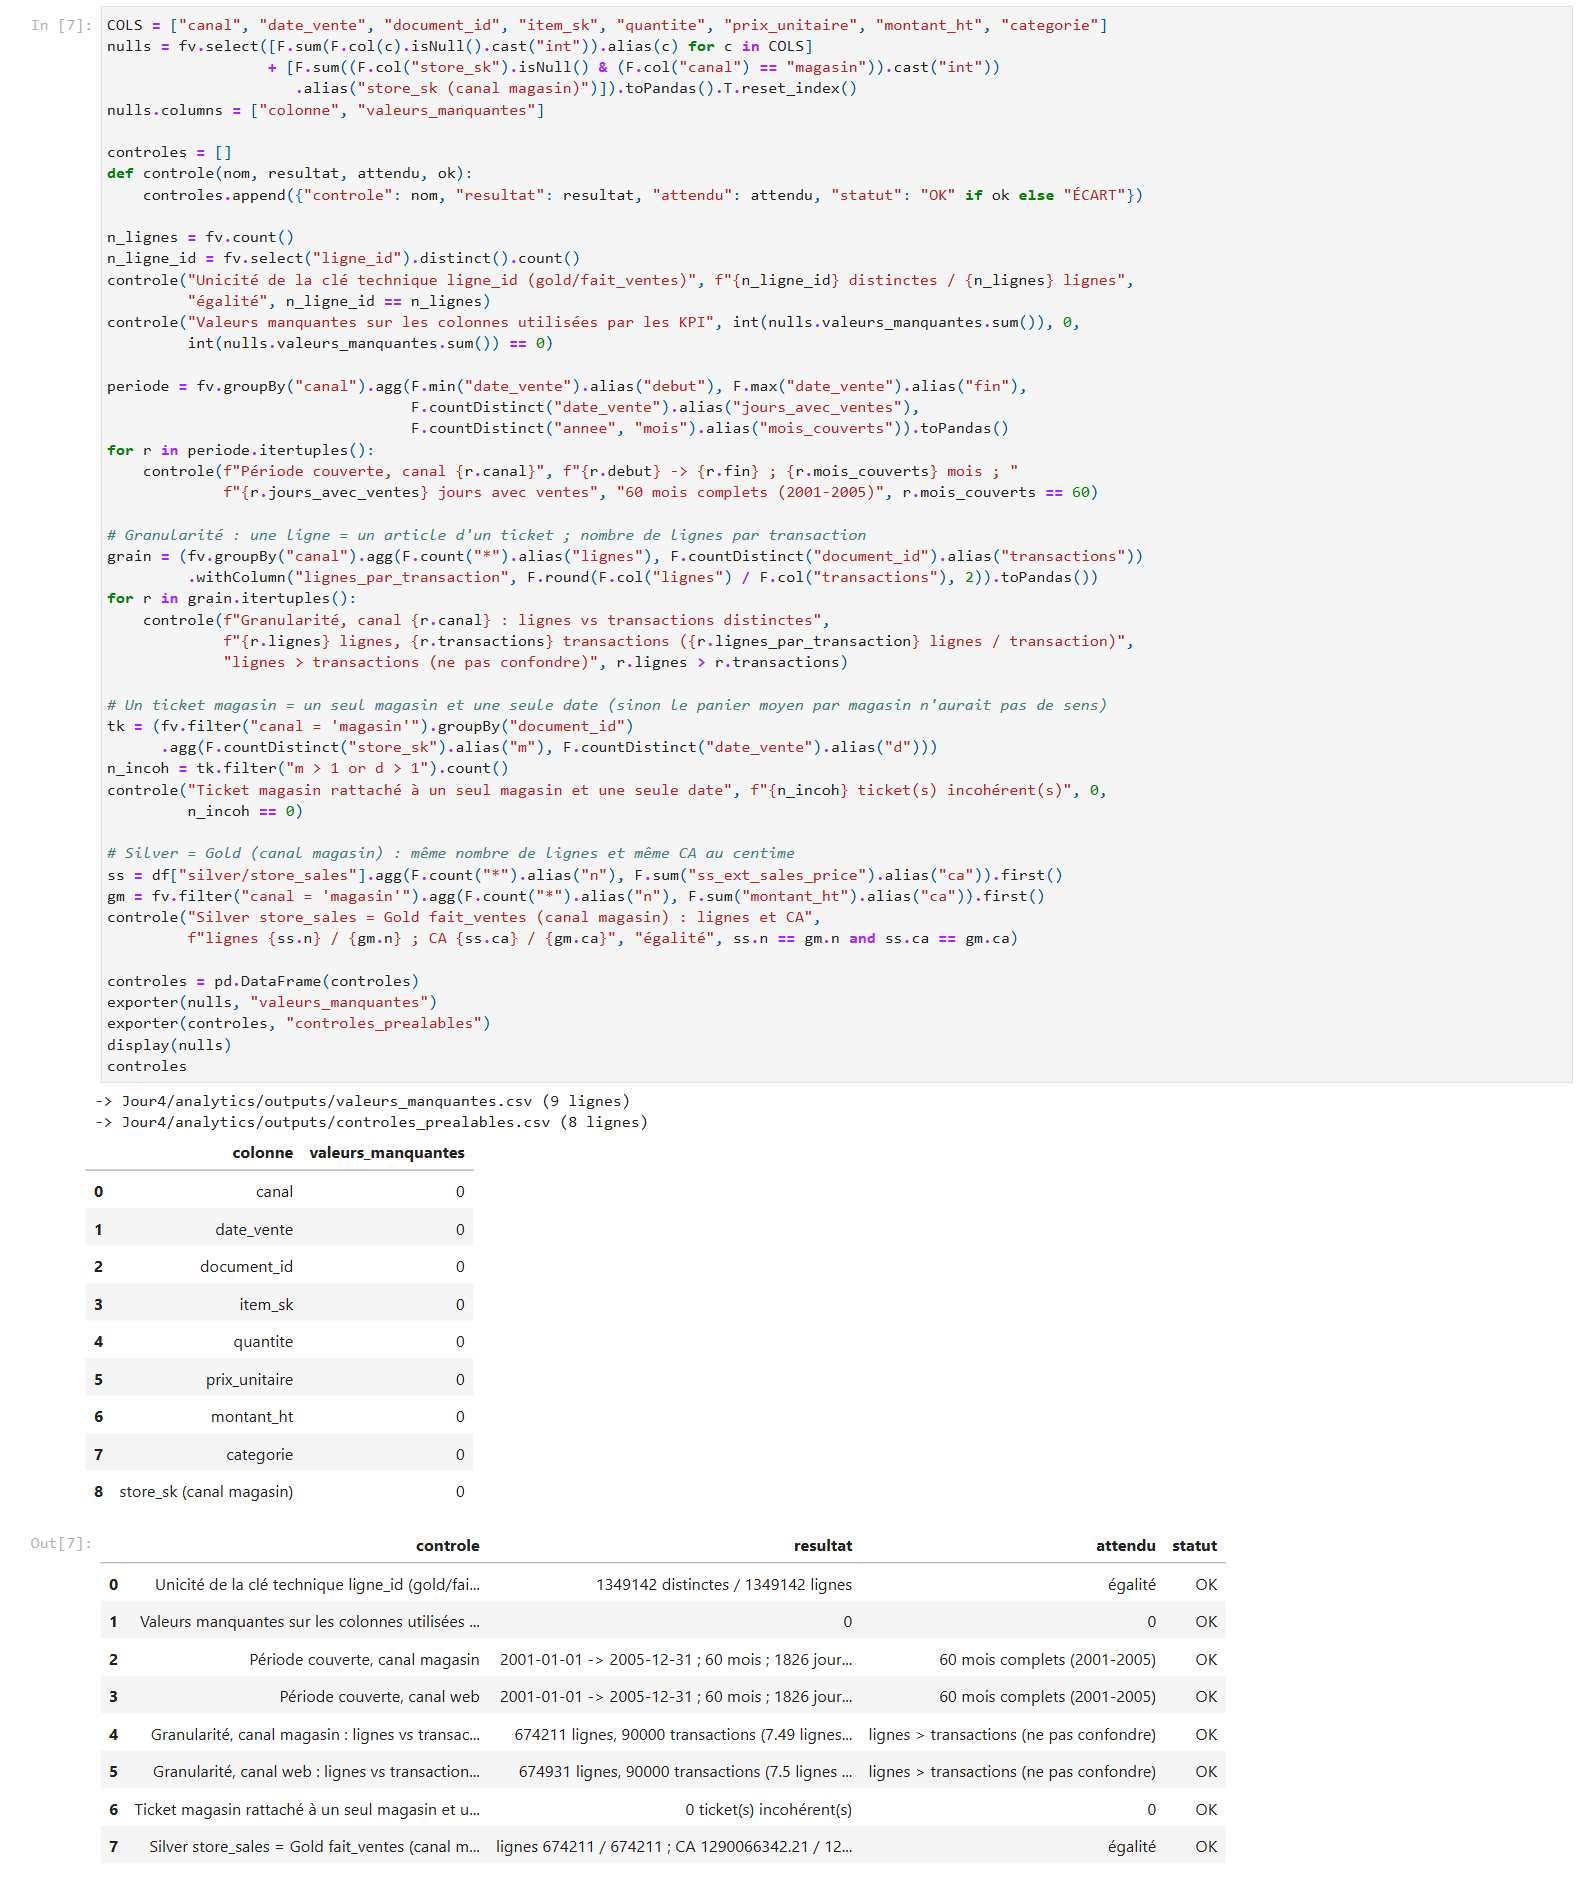 In [7]:
COLS = ["canal", "date_vente", "document_id", "item_sk", "quantite", "prix_unitaire", "montant_ht", "categorie"]
nulls = fv.select([F.sum(F.col(c).isNull().cast("int")).alias(c) for c in COLS]
                  + [F.sum((F.col("store_sk").isNull() & (F.col("canal") == "magasin")).cast("int"))
                     .alias("store_sk (canal magasin)")]).toPandas().T.reset_index()
nulls.columns = ["colonne", "valeurs_manquantes"]

controles = []
def controle(nom, resultat, attendu, ok):
    controles.append({"controle": nom, "resultat": resultat, "attendu": attendu, "statut": "OK" if ok else "ÉCART"})

n_lignes = fv.count()
n_ligne_id = fv.select("ligne_id").distinct().count()
controle("Unicité de la clé technique ligne_id (gold/fait_ventes)", f"{n_ligne_id} distinctes / {n_lignes} lignes",
         "égalité", n_ligne_id == n_lignes)
controle("Valeurs manquantes sur les colonnes utilisées par les KPI", int(nulls.valeurs_manquantes.sum()), 0,
         int(nulls.valeurs_manquantes.sum()) == 0)

periode = fv.groupBy("canal").agg(F.min("date_vente").alias("debut"), F.max("date_vente").alias("fin"),
                                  F.countDistinct("date_vente").alias("jours_avec_ventes"),
                                  F.countDistinct("annee", "mois").alias("mois_couverts")).toPandas()
for r in periode.itertuples():
    controle(f"Période couverte, canal {r.canal}", f"{r.debut} -> {r.fin} ; {r.mois_couverts} mois ; "
             f"{r.jours_avec_ventes} jours avec ventes", "60 mois complets (2001-2005)", r.mois_couverts == 60)

# Granularité : une ligne = un article d'un ticket ; nombre de lignes par transaction
grain = (fv.groupBy("canal").agg(F.count("*").alias("lignes"), F.countDistinct("document_id").alias("transactions"))
         .withColumn("lignes_par_transaction", F.round(F.col("lignes") / F.col("transactions"), 2)).toPandas())
for r in grain.itertuples():
    controle(f"Granularité, canal {r.canal} : lignes vs transactions distinctes",
             f"{r.lignes} lignes, {r.transactions} transactions ({r.lignes_par_transaction} lignes / transaction)",
             "lignes > transactions (ne pas confondre)", r.lignes > r.transactions)

# Un ticket magasin = un seul magasin et une seule date (sinon le panier moyen par magasin n'aurait pas de sens)
tk = (fv.filter("canal = 'magasin'").groupBy("document_id")
      .agg(F.countDistinct("store_sk").alias("m"), F.countDistinct("date_vente").alias("d")))
n_incoh = tk.filter("m > 1 or d > 1").count()
controle("Ticket magasin rattaché à un seul magasin et une seule date", f"{n_incoh} ticket(s) incohérent(s)", 0,
         n_incoh == 0)

# Silver = Gold (canal magasin) : même nombre de lignes et même CA au centime
ss = df["silver/store_sales"].agg(F.count("*").alias("n"), F.sum("ss_ext_sales_price").alias("ca")).first()
gm = fv.filter("canal = 'magasin'").agg(F.count("*").alias("n"), F.sum("montant_ht").alias("ca")).first()
controle("Silver store_sales = Gold fait_ventes (canal magasin) : lignes et CA",
         f"lignes {ss.n} / {gm.n} ; CA {ss.ca} / {gm.ca}", "égalité", ss.n == gm.n and ss.ca == gm.ca)

controles = pd.DataFrame(controles)
exporter(nulls, "valeurs_manquantes")
exporter(controles, "controles_prealables")
display(nulls)
controles
-> Jour4/analytics/outputs/valeurs_manquantes.csv (9 lignes)
-> Jour4/analytics/outputs/controles_prealables.csv (8 lignes)
colonne valeurs_manquantes
0 canal 0
1 date_vente 0
2 document_id 0
3 item_sk 0
4 quantite 0
5 prix_unitaire 0
6 montant_ht 0
7 categorie 0
8 store_sk (canal magasin) 0
Out[7]:
controle resultat attendu statut
0 Unicité de la clé technique ligne_id (gold/fai... 1349142 distinctes / 1349142 lignes égalité OK
1 Valeurs manquantes sur les colonnes utilisées ... 0 0 OK
2 Période couverte, canal magasin 2001-01-01 -> 2005-12-31 ; 60 mois ; 1826 jour... 60 mois complets (2001-2005) OK
3 Période couverte, canal web 2001-01-01 -> 2005-12-31 ; 60 mois ; 1826 jour... 60 mois complets (2001-2005) OK
4 Granularité, canal magasin : lignes vs transac... 674211 lignes, 90000 transactions (7.49 lignes... lignes > transactions (ne pas confondre) OK
5 Granularité, canal web : lignes vs transaction... 674931 lignes, 90000 transactions (7.5 lignes ... lignes > transactions (ne pas confondre) OK
6 Ticket magasin rattaché à un seul magasin et u... 0 ticket(s) incohérent(s) 0 OK
7 Silver store_sales = Gold fait_ventes (canal m... lignes 674211 / 674211 ; CA 1290066342.21 / 12... égalité OK